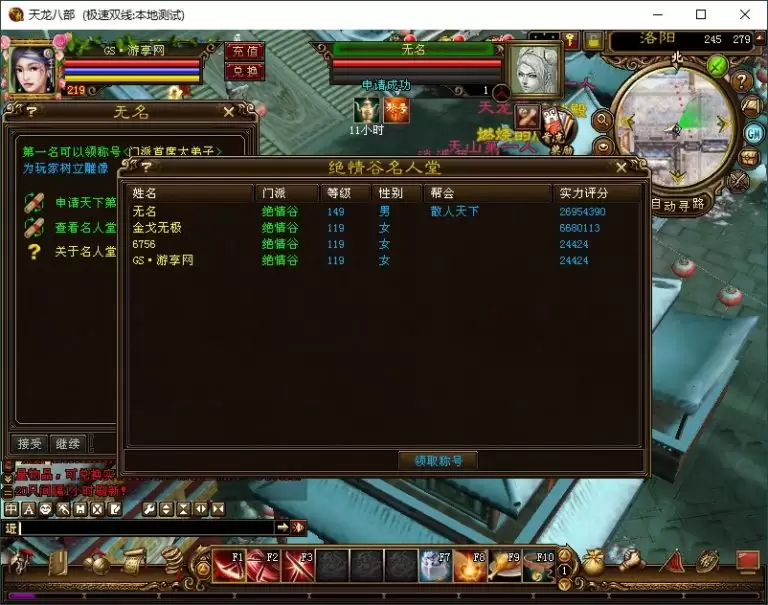 天龙八部 (极速双线:本地测试)
GS·游享网
充值
兑换
219
无名
申请成功
1
11小时
洛阳 245 279
北
GM
自动寻路
无名
第一名可以领称号<门派首席大弟子>
为玩家树立雕像
申请天下第
查看名人堂
关于名人堂
接受 继续
绝情谷名人堂
姓名 门派 等级 性别 帮会 实力评分
无名 绝情谷 149 男 散人天下 26954390
金戈无极 绝情谷 119 女 6680113
6756 绝情谷 119 女 24424
GS·游享网 绝情谷 119 女 24424
领取称号
近
F1 F2 F3 F7 F8 F9 F10
1